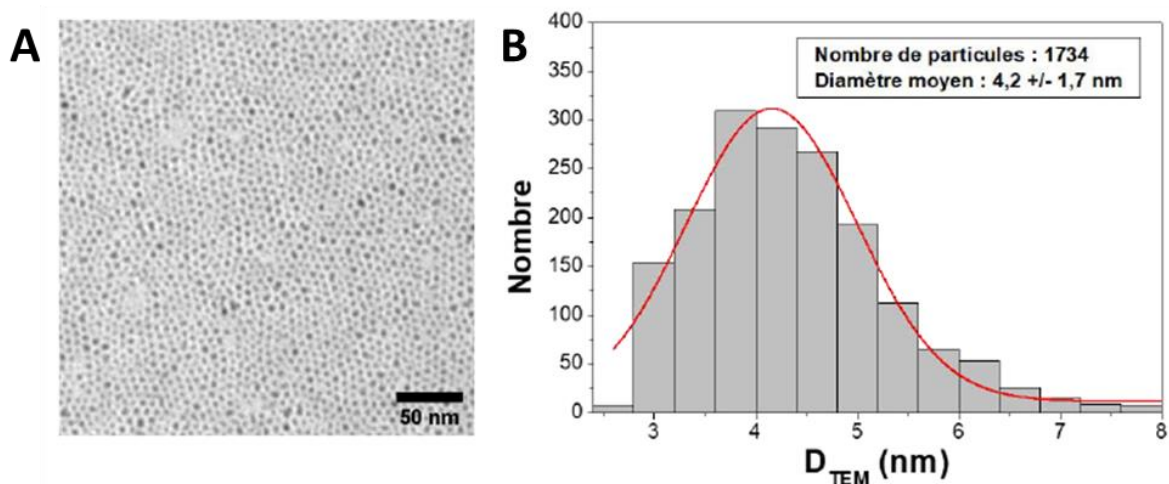 A
50 nm
B
Nombre de particules : 1734
Diamètre moyen : 4,2 +/- 1,7 nm
400
350
300
250
200
150
100
50
0
Nombre
3 4 5 6 7 8
D_TEM (nm)